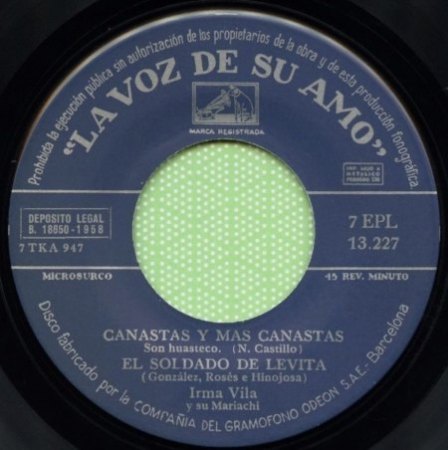 Prohibida la ejecución pública sin autorización de los propietarios de la obra y de esta producción fonográfica
"LA VOZ DE SU AMO"
MARCA REGISTRADA
DEPOSITO LEGAL
B. 18650-1958
7 TKA 947
7 EPL
13.227
MICROSURCO
45 REV. MINUTO
CANASTAS Y MAS CANASTAS
Son huasteco. (N. Castillo)
EL SOLDADO DE LEVITA
(González, Rosés e Hinojosa)
Irma Vila
y su Mariachi
Disco fabricado por la COMPAÑIA DEL GRAMOFONO ODEON S.A.E.-Barcelona